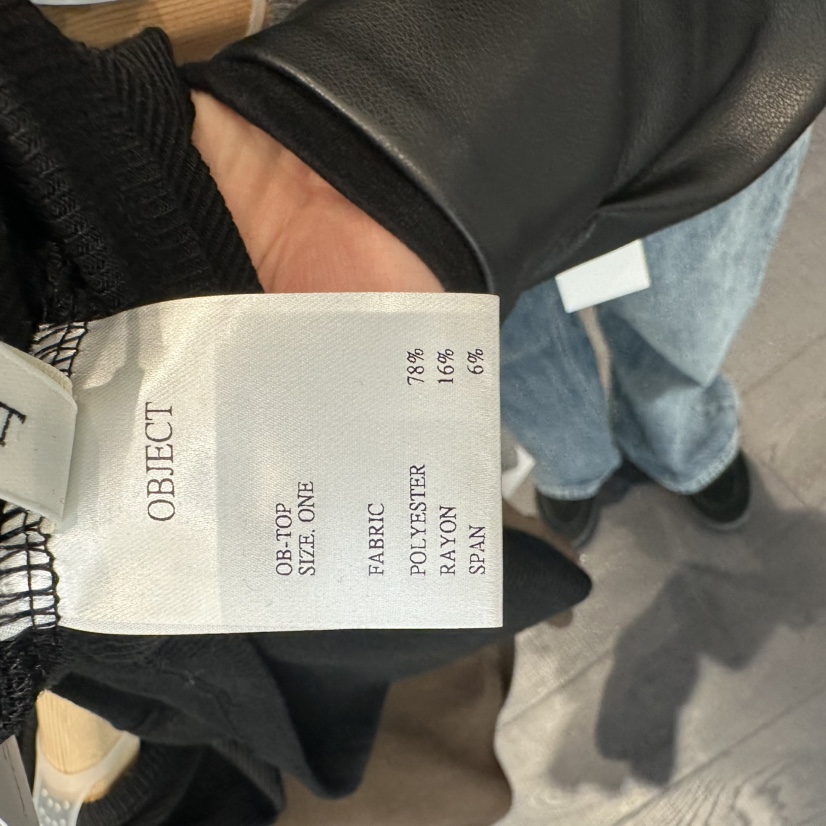 OBJECT
OB-TOP
SIZE. ONE
FABRIC
POLYESTER 78%
RAYON 16%
SPAN 6%